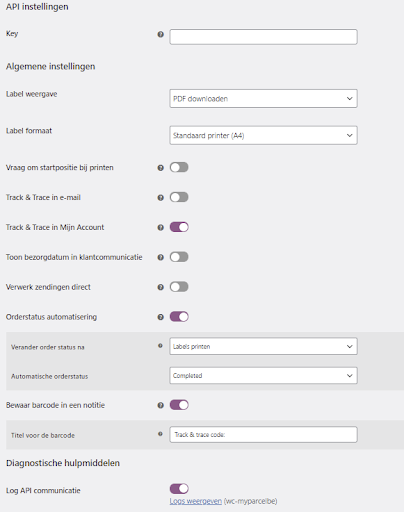 API instellingen
Key
Algemene instellingen
Label weergave
PDF downloaden
Label formaat
Standaard printer (A4)
Vraag om startpositie bij printen
Track & Trace in e-mail
Track & Trace in Mijn Account
Toon bezorgdatum in klantcommunicatie
Verwerk zendingen direct
Orderstatus automatisering
Verander order status na
Labels printen
Automatische orderstatus
Completed
Bewaar barcode in een notitie
Titel voor de barcode
Track & trace code:
Diagnostische hulpmiddelen
Log API communicatie
Logs weergeven (wc-myparcelbe)